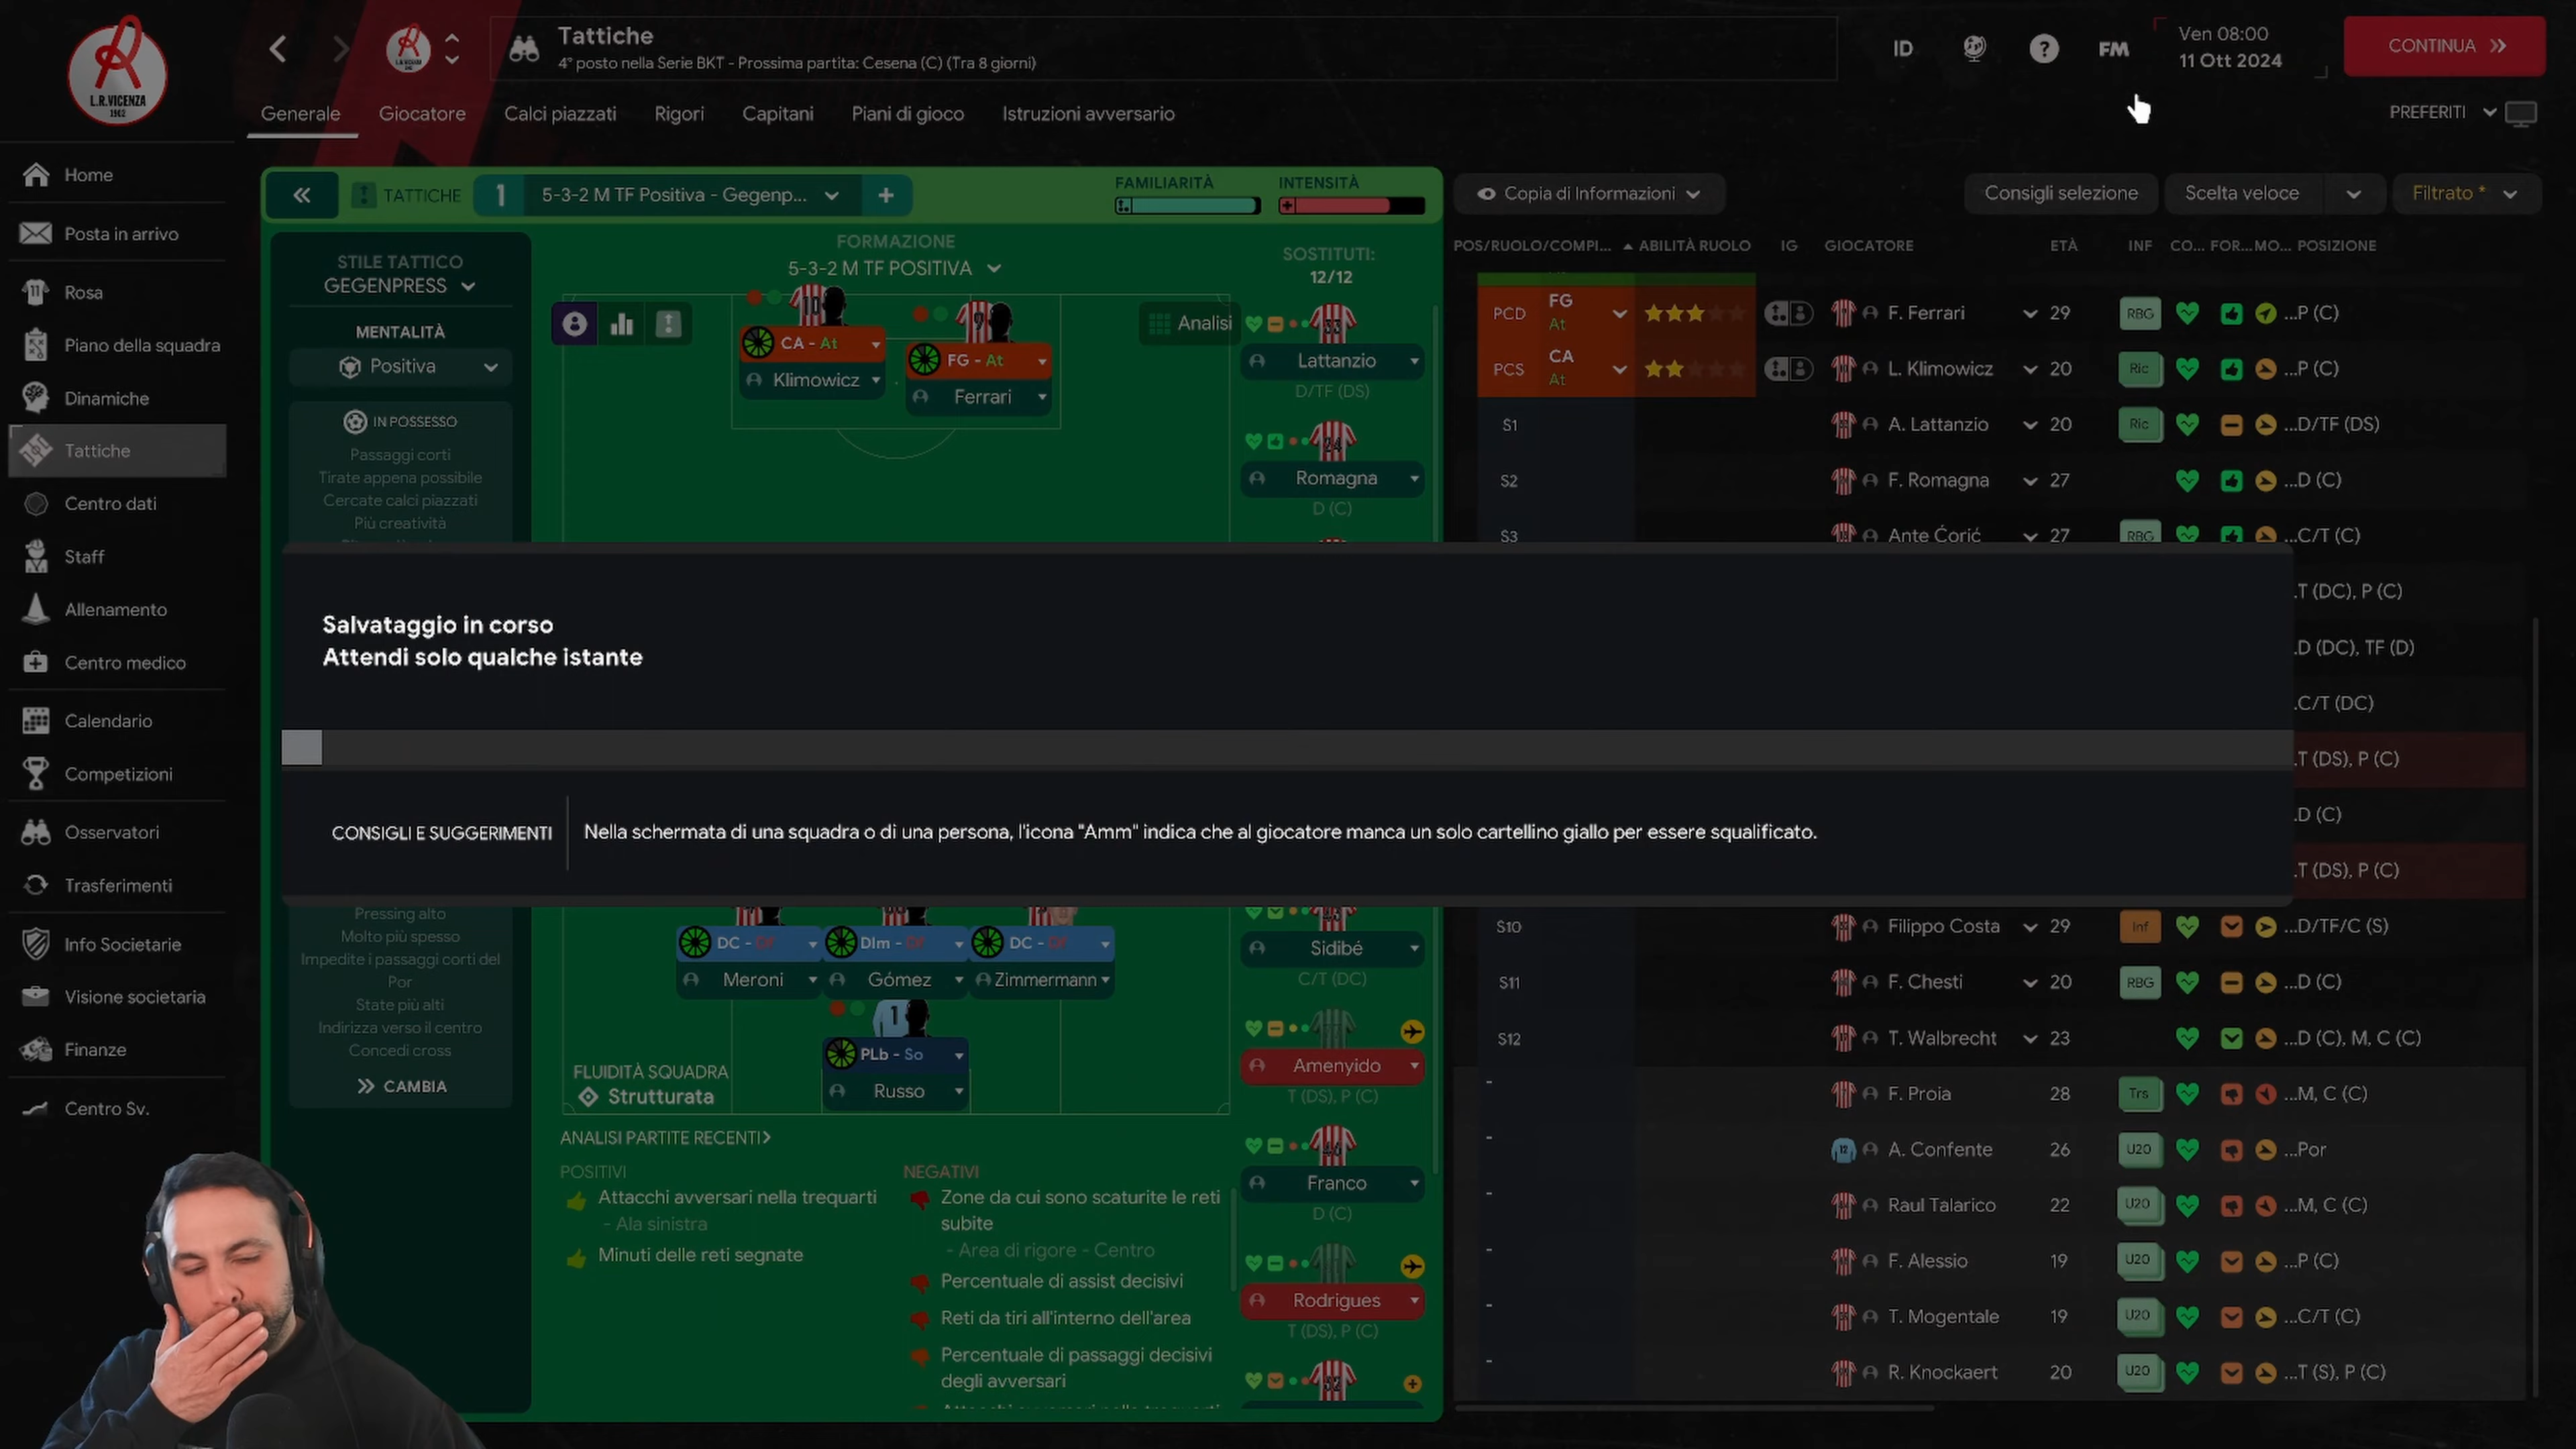 L.R. VICENZA
1902
Tattiche
4° posto nella Serie BKT - Prossima partita: Cesena (C) (Tra 8 giorni)
ID
FM
Ven 08:00
11 Ott 2024
CONTINUA
Generale
Giocatore
Calci piazzati
Rigori
Capitani
Piani di gioco
Istruzioni avversario
PREFERITI
Home
Posta in arrivo
Rosa
Piano della squadra
Dinamiche
Tattiche
Centro dati
Staff
Allenamento
Centro medico
Calendario
Competizioni
Osservatori
Trasferimenti
Info Societarie
Visione societaria
Finanze
Centro Sv.
TATTICHE
1
5-3-2 M TF Positiva - Gegenp...
FAMILIARITÀ
INTENSITÀ
STILE TATTICO
GEGENPRESS
MENTALITÀ
Positiva
IN POSSESSO
Passaggi corti
Tirate appena possibile
Cercate calci piazzati
Più creatività
FORMAZIONE
5-3-2 M TF POSITIVA
Analisi
10
CA - At
Klimowicz
9
FG - At
Ferrari
SOSTITUTI:
12/12
Lattanzio
D/TF (DS)
Romagna
D (C)
Copia di Informazioni
Consigli selezione
Scelta veloce
Filtrato *
POS/RUOLO/COMPI... ABILITÀ RUOLO IG GIOCATORE ETÀ INF CO... FOR... MO... POSIZIONE
PCD FG At F. Ferrari 29 RBG ...P (C)
PCS CA At L. Klimowicz 20 Ric ...P (C)
S1 A. Lattanzio 20 Ric ...D/TF (DS)
S2 F. Romagna 27 ...D (C)
S3 Ante Ćorić 27 RBG ...C/T (C)
.T (DC), P (C)
.D (DC), TF (D)
.C/T (DC)
.T (DS), P (C)
.D (C)
.T (DS), P (C)
Salvataggio in corso
Attendi solo qualche istante
CONSIGLI E SUGGERIMENTI
Nella schermata di una squadra o di una persona, l'icona "Amm" indica che al giocatore manca un solo cartellino giallo per essere squalificato.
Pressing alto
Molto più spesso
Impedite i passaggi corti del
Por
State più alti
Indirizza verso il centro
Concedi cross
CAMBIA
DC - Df
Meroni
DIm - Df
Gómez
DC - Df
Zimmermann
1
PLb - So
Russo
FLUIDITÀ SQUADRA
Strutturata
ANALISI PARTITE RECENTI
POSITIVI
Attacchi avversari nella trequarti
- Ala sinistra
Minuti delle reti segnate
NEGATIVI
Zone da cui sono scaturite le reti
subite
- Area di rigore - Centro
Percentuale di assist decisivi
Reti da tiri all'interno dell'area
Percentuale di passaggi decisivi
degli avversari
Sidibé
C/T (DC)
Amenyido
T (DS), P (C)
Franco
D (C)
Rodrigues
T (DS), P (C)
S10 Filippo Costa 29 Inf ...D/TF/C (S)
S11 F. Chesti 20 RBG ...D (C)
S12 T. Walbrecht 23 ...D (C), M, C (C)
- F. Proia 28 Trs ...M, C (C)
- A. Confente 26 U20 ...Por
- Raul Talarico 22 U20 ...M, C (C)
- F. Alessio 19 U20 ...P (C)
- T. Mogentale 19 U20 ...C/T (C)
- R. Knockaert 20 U20 ...T (S), P (C)